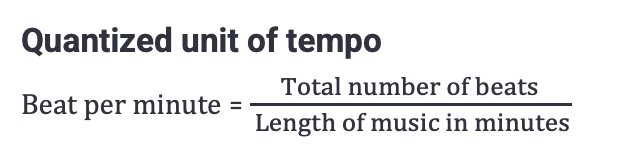 Quantized unit of tempo
Beat per minute = Total number of beats
Length of music in minutes